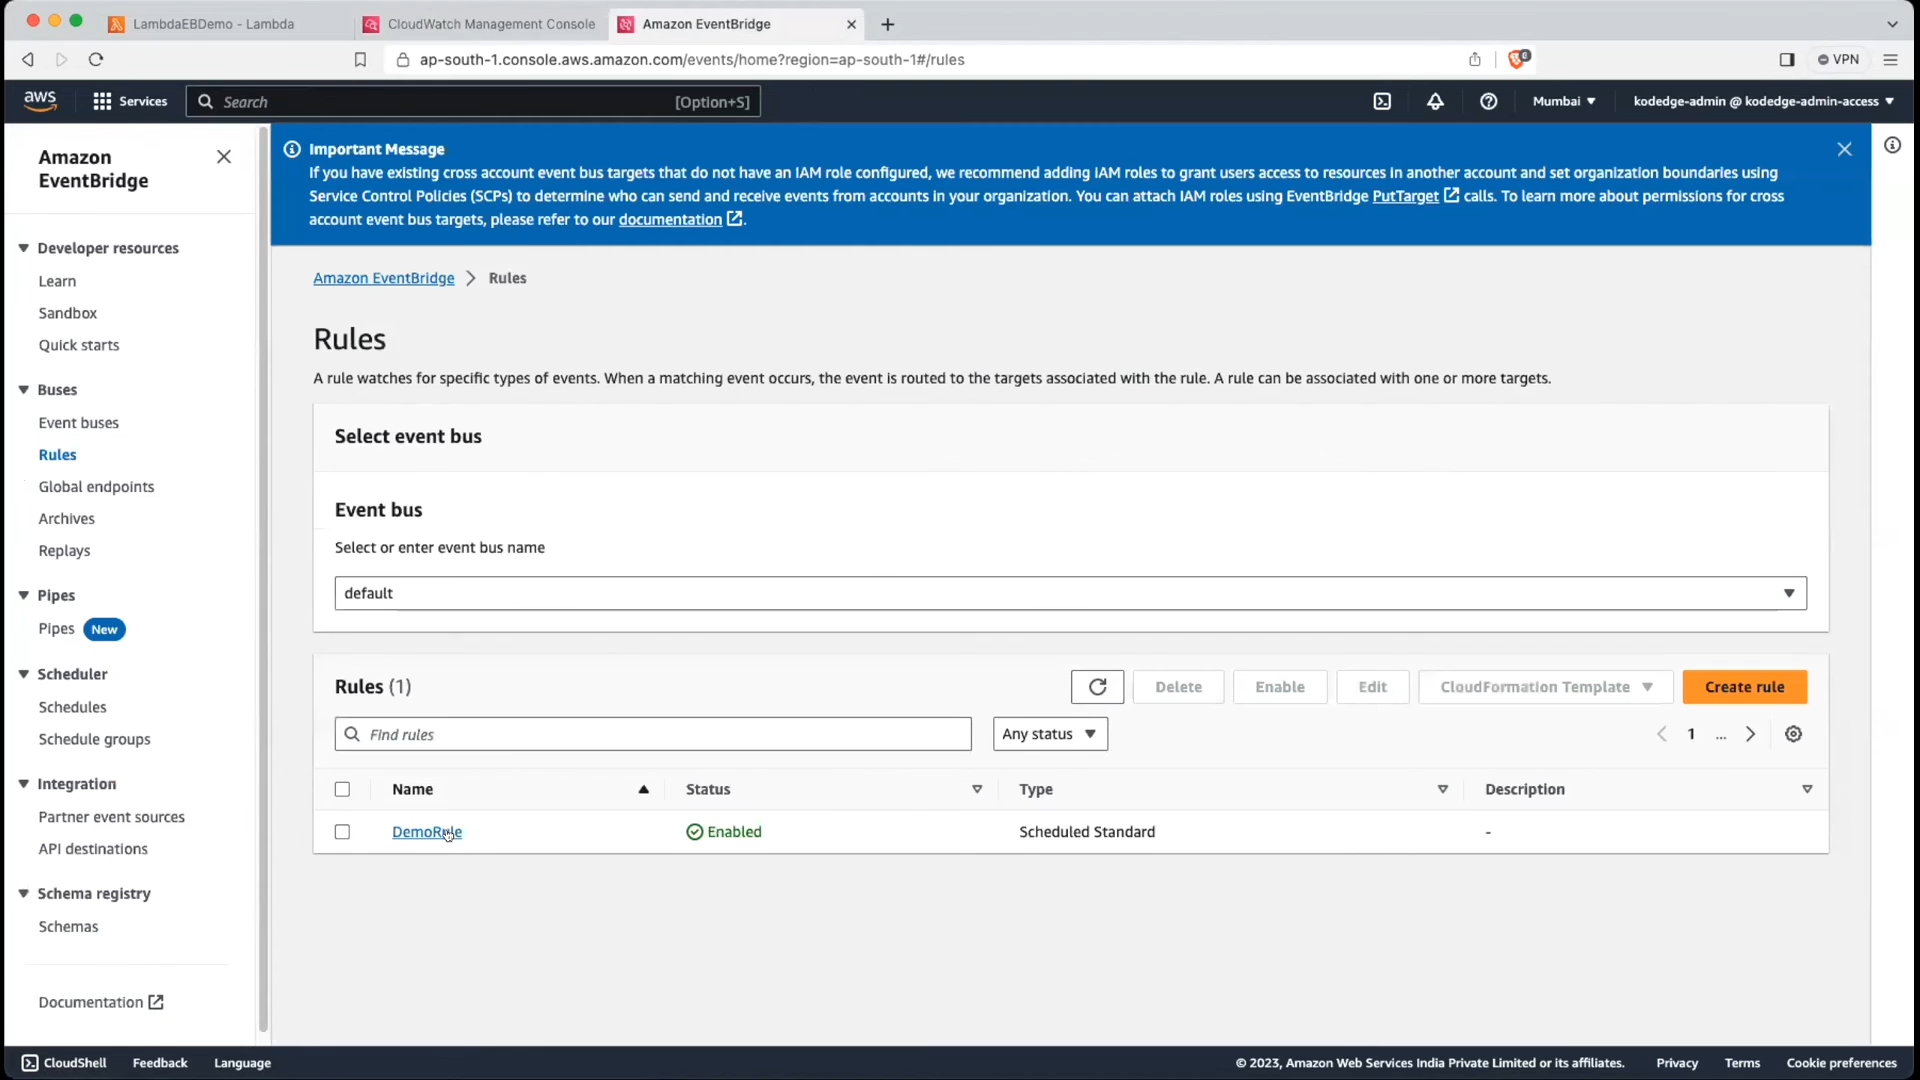 LambdaEBDemo - Lambda
CloudWatch Management Console
Amazon EventBridge
ap-south-1.console.aws.amazon.com/events/home?region=ap-south-1#/rules
VPN
aws
Services
Search
[Option+S]
Mumbai
kodedge-admin @ kodedge-admin-access
Amazon
EventBridge
Developer resources
Learn
Sandbox
Quick starts
Buses
Event buses
Rules
Global endpoints
Archives
Replays
Pipes
Pipes New
Scheduler
Schedules
Schedule groups
Integration
Partner event sources
API destinations
Schema registry
Schemas
Documentation
Important Message
If you have existing cross account event bus targets that do not have an IAM role configured, we recommend adding IAM roles to grant users access to resources in another account and set organization boundaries using
Service Control Policies (SCPs) to determine who can send and receive events from accounts in your organization. You can attach IAM roles using EventBridge PutTarget calls. To learn more about permissions for cross
account event bus targets, please refer to our documentation.
Amazon EventBridge > Rules
Rules
A rule watches for specific types of events. When a matching event occurs, the event is routed to the targets associated with the rule. A rule can be associated with one or more targets.
Select event bus
Event bus
Select or enter event bus name
default
Rules (1)
Delete
Enable
Edit
CloudFormation Template
Create rule
Find rules
Any status
1 ...
Name Status Type Description
DemoRule Enabled Scheduled Standard -
CloudShell Feedback Language
© 2023, Amazon Web Services India Private Limited or its affiliates. Privacy Terms Cookie preferences